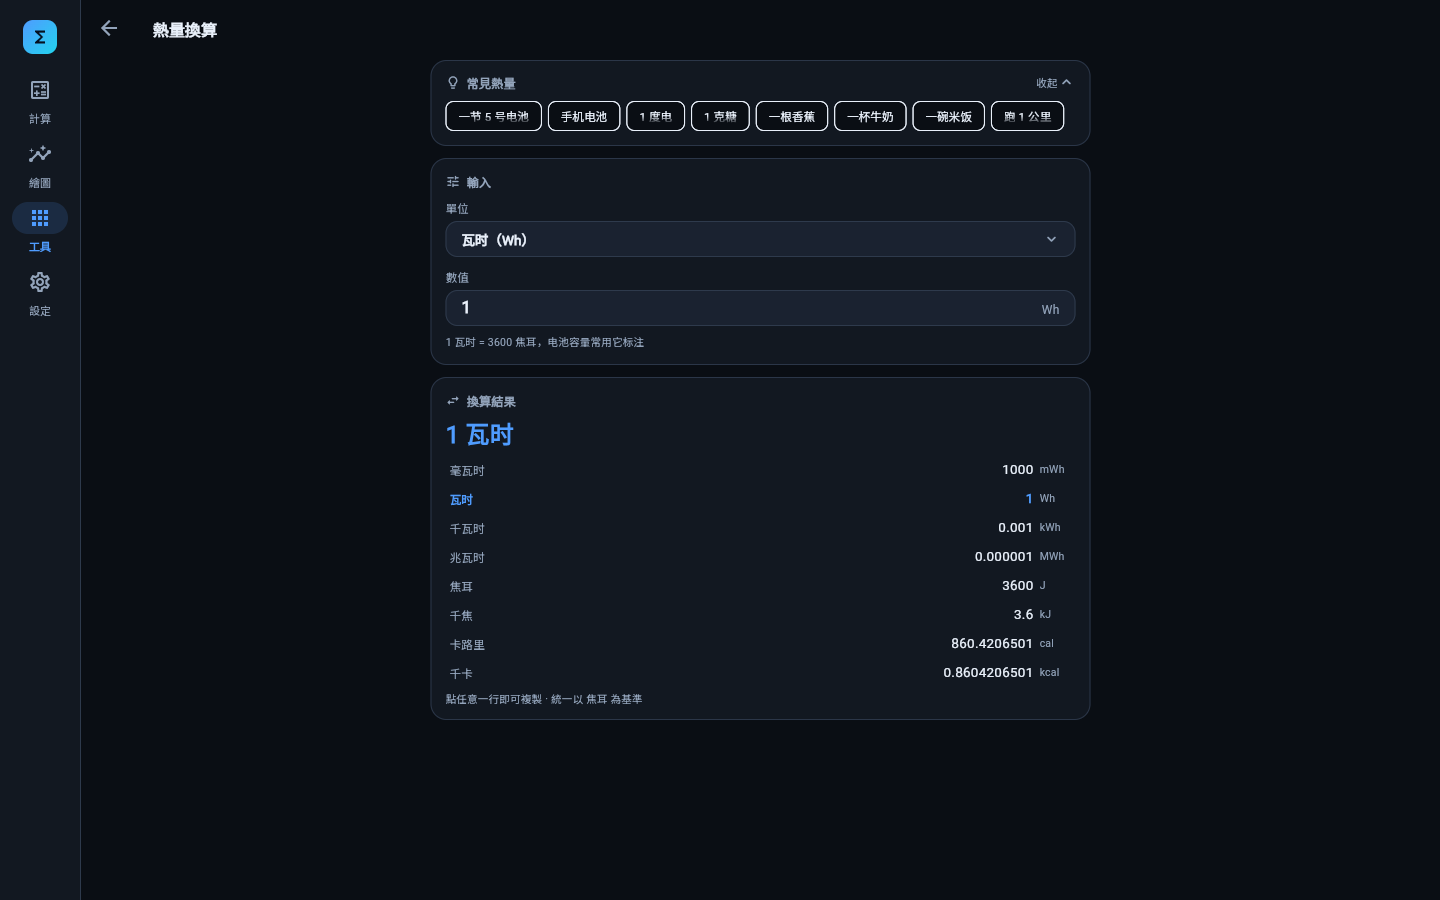 Σ
計算
繪圖
工具
設定
熱量換算
常見熱量
收起
一节 5 号电池 手机电池 1 度电 1 克糖 一根香蕉 一杯牛奶 一碗米饭 跑 1 公里
輸入
單位
瓦时（Wh）
數值
1 Wh
1 瓦时 = 3600 焦耳，电池容量常用它标注
換算結果
1 瓦时
毫瓦时 1000 mWh
瓦时 1 Wh
千瓦时 0.001 kWh
兆瓦时 0.000001 MWh
焦耳 3600 J
千焦 3.6 kJ
卡路里 860.4206501 cal
千卡 0.8604206501 kcal
點任意一行即可複製 · 統一以 焦耳 為基準